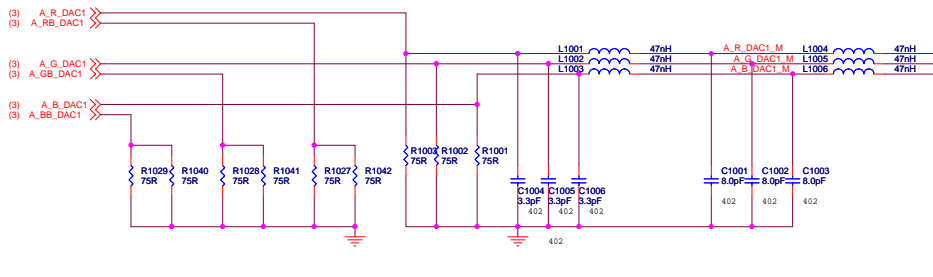 (3) A_R_DAC1
(3) A_RB_DAC1
(3) A_G_DAC1
(3) A_GB_DAC1
(3) A_B_DAC1
(3) A_BB_DAC1
L1001 47nH A_R_DAC1_M L1004 47nH
L1002 47nH A_G_DAC1_M L1005 47nH
L1003 47nH A_B_DAC1_M L1006 47nH
R1029 R1040 R1028 R1041 R1027 R1042
75R 75R 75R 75R 75R 75R
R1003 R1002 R1001
75R 75R 75R
C1004 C1005 C1006
3.3pF 3.3pF 3.3pF
402 402 402
C1001 C1002 C1003
8.0pF 8.0pF 8.0pF
402 402 402
402